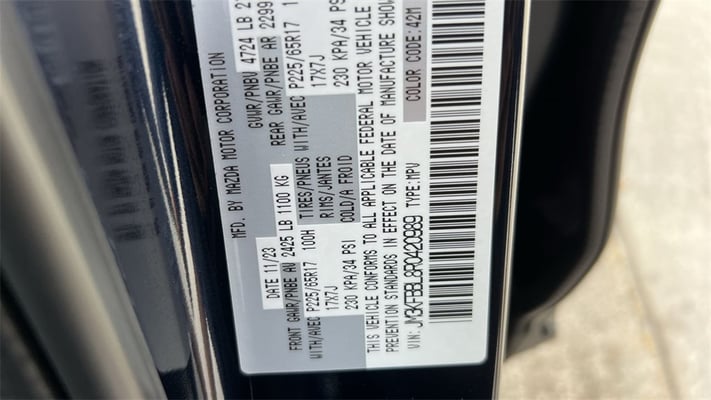 MFD. BY MAZDA MOTOR CORPORATION
DATE 11/23 GVWR/PNBV 4724 LB 2
FRONT GAWR/PNBE AV 2425 LB 1100 KG REAR GAWR/PNBE AR 2299
WITH/AVEC P225/65R17 100H TIRES/PNEUS WITH/AVEC P225/65R17 1
17X7J RIMS/JANTES 17X7J
230 KPA/34 PSI COLD/A FROID 230 KPA/34 PS
THIS VEHICLE CONFORMS TO ALL APPLICABLE FEDERAL MOTOR VEHICLE
PREVENTION STANDARDS IN EFFECT ON THE DATE OF MANUFACTURE SHOW
VIN: JM3KFBBL8R0420989 TYPE: MPV COLOR CODE:42M